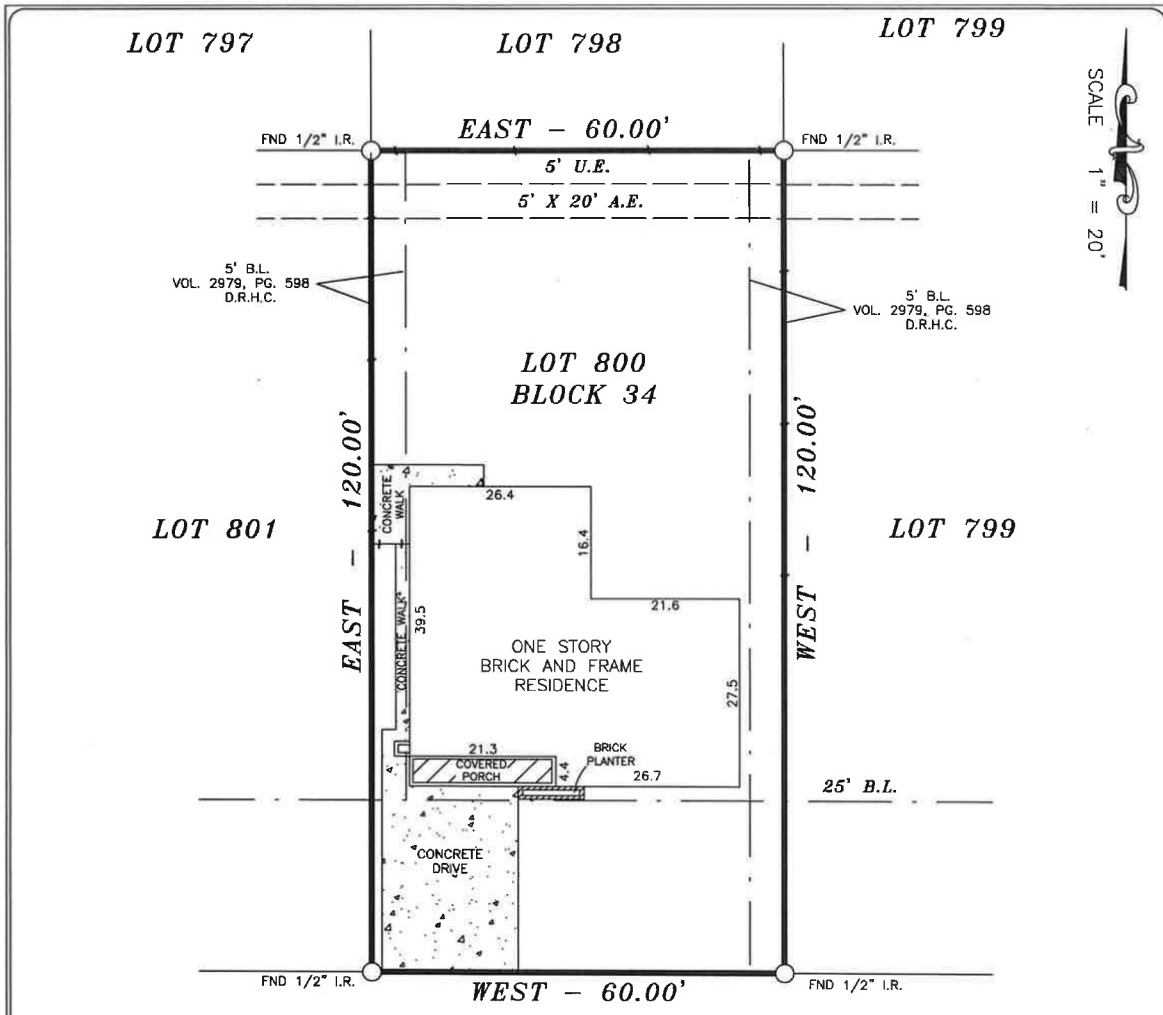 LOT 797
LOT 798
LOT 799
SCALE 1" = 20'
FND 1/2" I.R.
EAST - 60.00'
FND 1/2" I.R.
5' U.E.
5' X 20' A.E.
5' B.L.
VOL. 2979, PG. 598
D.R.H.C.
5' B.L.
VOL. 2979, PG. 598
D.R.H.C.
LOT 800
BLOCK 34
EAST - 120.00'
WEST - 120.00'
CONCRETE
WALK
26.4
LOT 801
LOT 799
16.4
21.6
CONCRETE WALK
39.5
ONE STORY
BRICK AND FRAME
RESIDENCE
27.5
21.3
COVERED
PORCH
4.4
BRICK
PLANTER
26.7
25' B.L.
CONCRETE
DRIVE
FND 1/2" I.R.
WEST - 60.00'
FND 1/2" I.R.